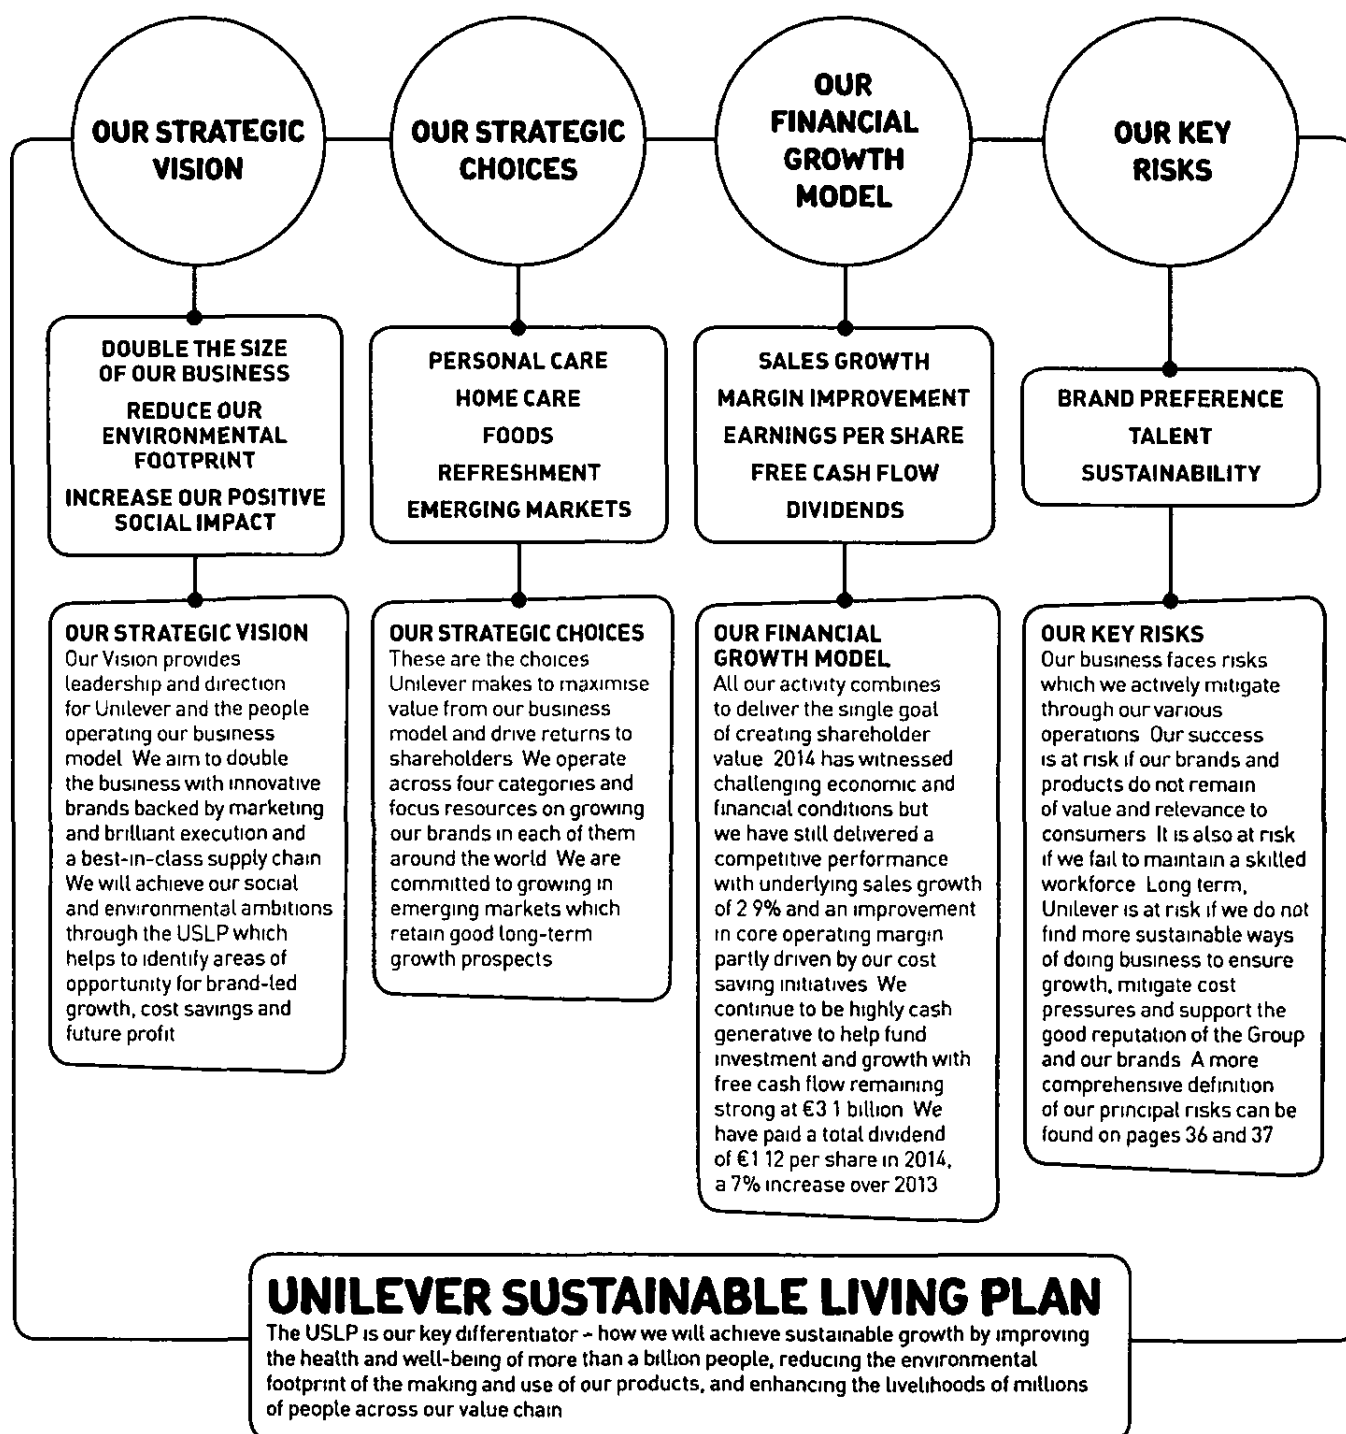 OUR STRATEGIC
VISION
OUR STRATEGIC
CHOICES
OUR
FINANCIAL
GROWTH
MODEL
OUR KEY
RISKS
DOUBLE THE SIZE
OF OUR BUSINESS
REDUCE OUR
ENVIRONMENTAL
FOOTPRINT
INCREASE OUR POSITIVE
SOCIAL IMPACT
PERSONAL CARE
HOME CARE
FOODS
REFRESHMENT
EMERGING MARKETS
SALES GROWTH
MARGIN IMPROVEMENT
EARNINGS PER SHARE
FREE CASH FLOW
DIVIDENDS
BRAND PREFERENCE
TALENT
SUSTAINABILITY
OUR STRATEGIC VISION
Our Vision provides
leadership and direction
for Unilever and the people
operating our business
model We aim to double
the business with innovative
brands backed by marketing
and brilliant execution and
a best-in-class supply chain
We will achieve our social
and environmental ambitions
through the USLP which
helps to identify areas of
opportunity for brand-led
growth, cost savings and
future profit
OUR STRATEGIC CHOICES
These are the choices
Unilever makes to maximise
value from our business
model and drive returns to
shareholders We operate
across four categories and
focus resources on growing
our brands in each of them
around the world We are
committed to growing in
emerging markets which
retain good long-term
growth prospects
OUR FINANCIAL
GROWTH MODEL
All our activity combines
to deliver the single goal
of creating shareholder
value 2014 has witnessed
challenging economic and
financial conditions but
we have still delivered a
competitive performance
with underlying sales growth
of 2 9% and an improvement
in core operating margin
partly driven by our cost
saving initiatives We
continue to be highly cash
generative to help fund
investment and growth with
free cash flow remaining
strong at €3 1 billion We
have paid a total dividend
of €1 12 per share in 2014,
a 7% increase over 2013
OUR KEY RISKS
Our business faces risks
which we actively mitigate
through our various
operations Our success
is at risk if our brands and
products do not remain
of value and relevance to
consumers It is also at risk
if we fail to maintain a skilled
workforce Long term,
Unilever is at risk if we do not
find more sustainable ways
of doing business to ensure
growth, mitigate cost
pressures and support the
good reputation of the Group
and our brands A more
comprehensive definition
of our principal risks can be
found on pages 36 and 37
UNILEVER SUSTAINABLE LIVING PLAN
The USLP is our key differentiator – how we will achieve sustainable growth by improving
the health and well-being of more than a billion people, reducing the environmental
footprint of the making and use of our products, and enhancing the livelihoods of millions
of people across our value chain